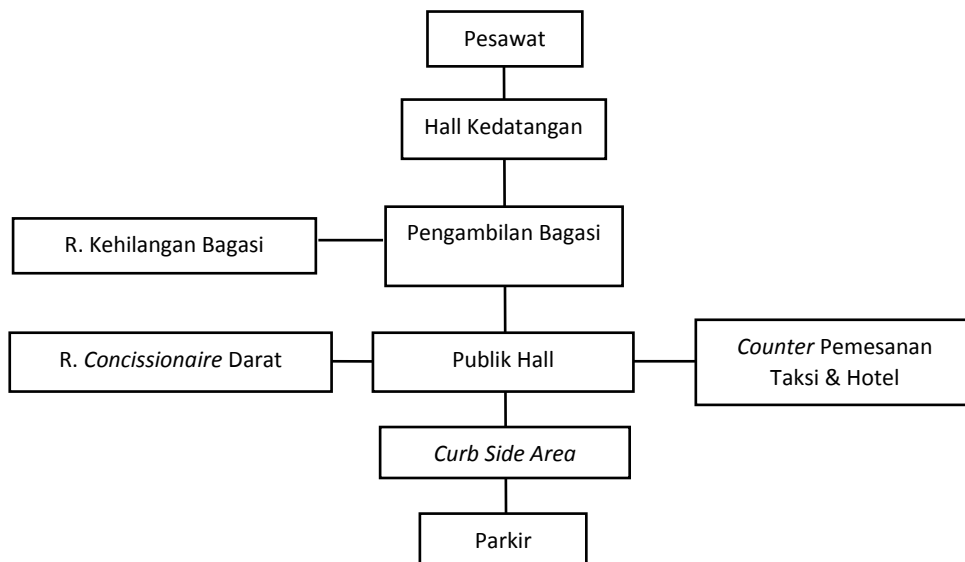 Pesawat
Hall Kedatangan
Pengambilan Bagasi
R. Kehilangan Bagasi
R. Concissionaire Darat
Publik Hall
Counter Pemesanan
Taksi & Hotel
Curb Side Area
Parkir